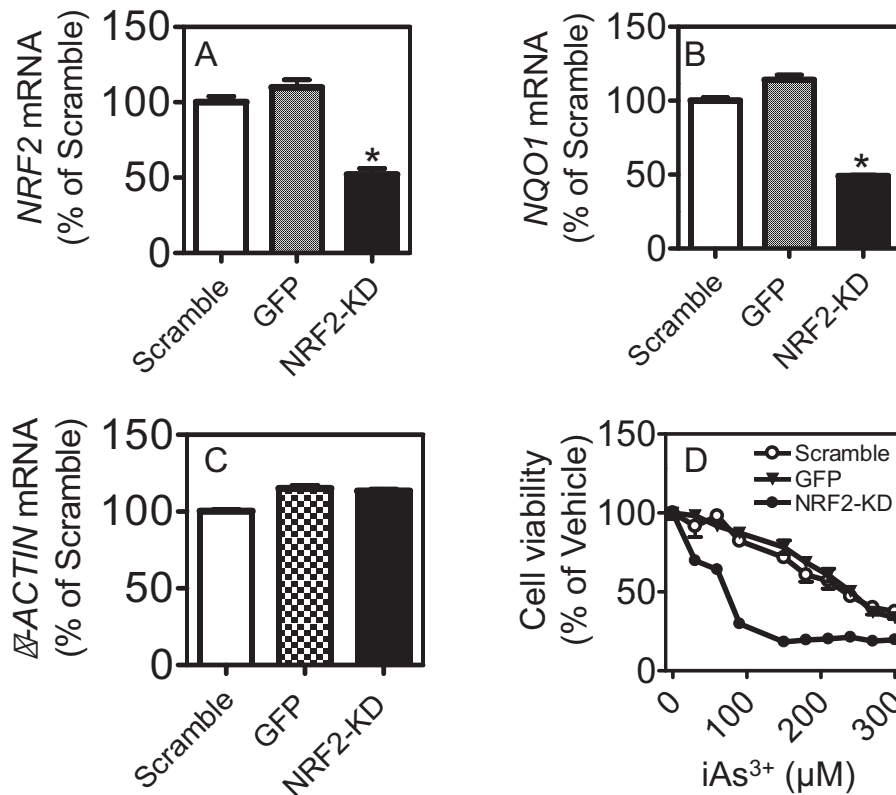 NRF2 mRNA
(% of Scramble)
150
100
50
0
A
*
Scramble
GFP
NRF2-KD
NQO1 mRNA
(% of Scramble)
150
100
50
0
B
*
Scramble
GFP
NRF2-KD
-ACTIN mRNA
(% of Scramble)
150
100
50
0
C
Scramble
GFP
NRF2-KD
Cell viability
(% of Vehicle)
150
100
50
0
D
Scramble
GFP
NRF2-KD
0
100
200
300
iAs³⁺ (µM)